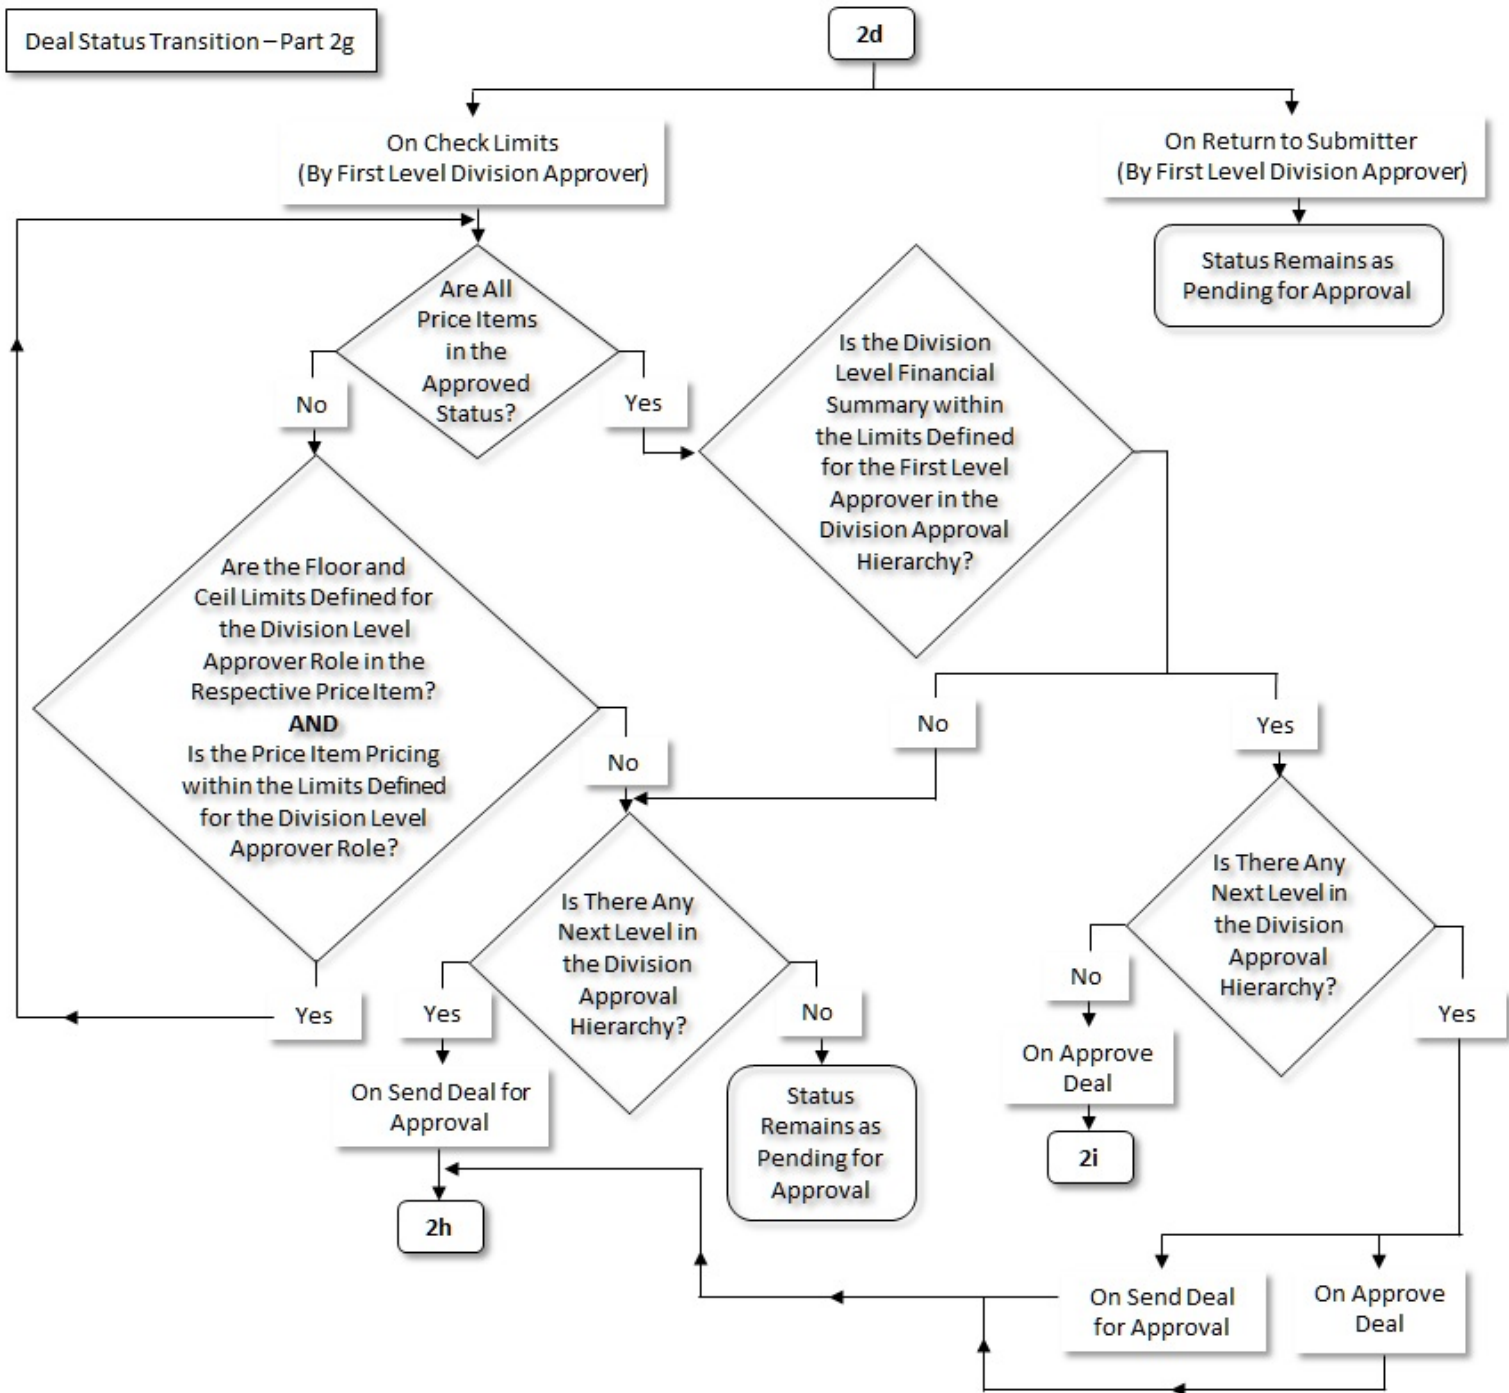 Deal Status Transition – Part 2g
2d
On Check Limits
(By First Level Division Approver)
On Return to Submitter
(By First Level Division Approver)
Status Remains as
Pending for Approval
Are All
Price Items
in the
Approved
Status?
No
Yes
Is the Division
Level Financial
Summary within
the Limits Defined
for the First Level
Approver in the
Division Approval
Hierarchy?
Are the Floor and
Ceil Limits Defined for
the Division Level
Approver Role in the
Respective Price Item?
AND
Is the Price Item Pricing
within the Limits Defined
for the Division Level
Approver Role?
No
Yes
No
Yes
Is There Any
Next Level in
the Division
Approval
Hierarchy?
Yes
No
On Send Deal for
Approval
2h
Status
Remains as
Pending for
Approval
Is There Any
Next Level in
the Division
Approval
Hierarchy?
No
Yes
On Approve
Deal
2i
On Send Deal
for Approval
On Approve
Deal